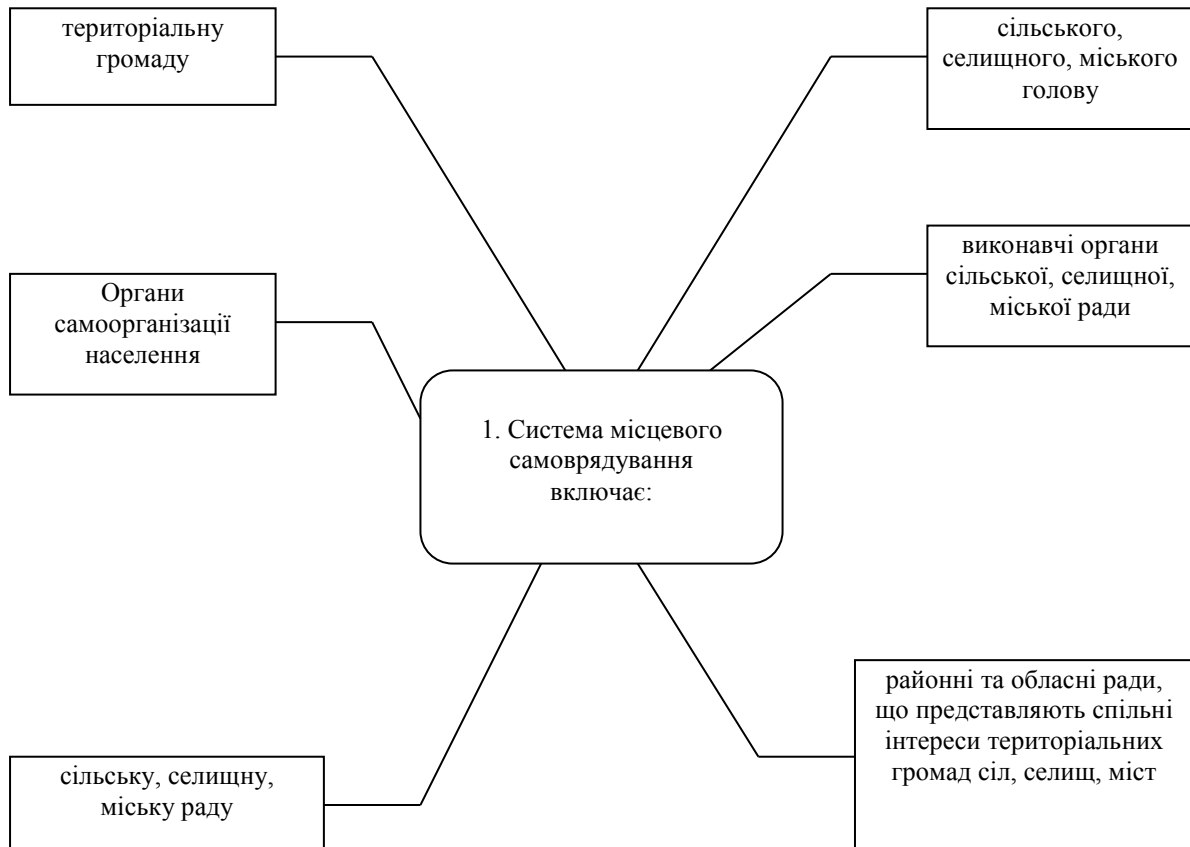 територіальну
громаду
сільського,
селищного, міського
голову
виконавчі органи
сільської, селищної,
міської ради
Органи
самоорганізації
населення
1. Система місцевого
самоврядування
включає:
районні та обласні ради,
що представляють спільні
інтереси територіальних
громад сіл, селищ, міст
сільську, селищну,
міську раду